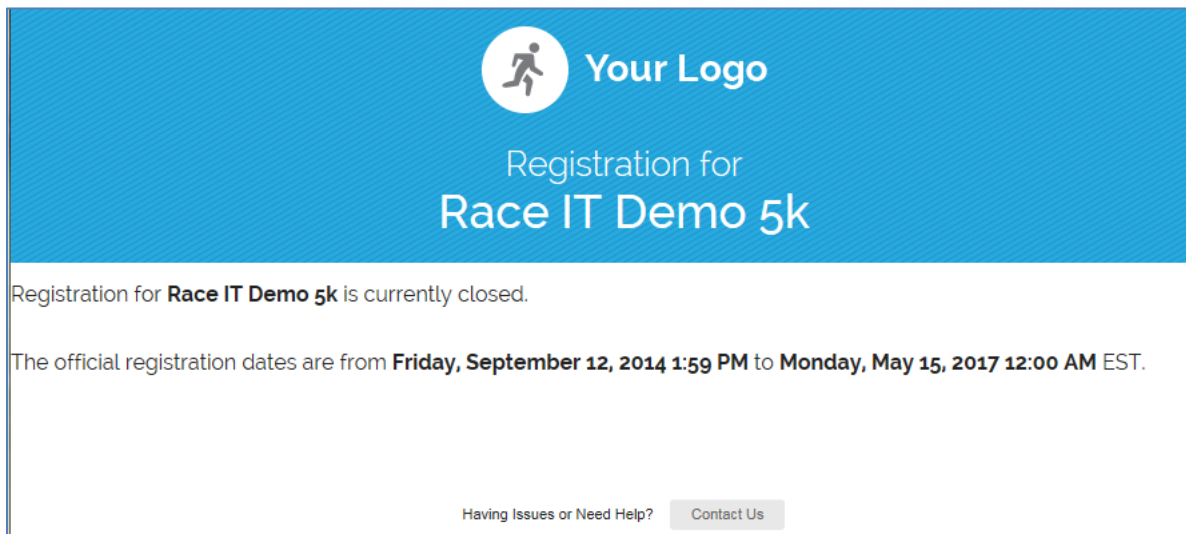 Your Logo
Registration for
Race IT Demo 5k
Registration for Race IT Demo 5k is currently closed.
The official registration dates are from Friday, September 12, 2014 1:59 PM to Monday, May 15, 2017 12:00 AM EST.
Having Issues or Need Help? Contact Us